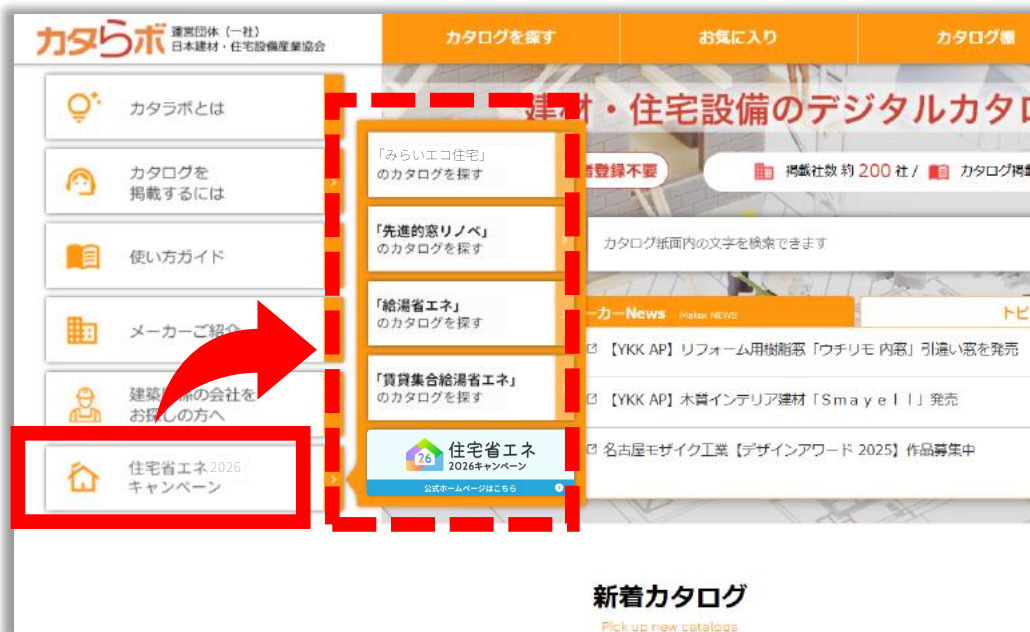 カタらボ
運営団体（一社）
日本建材・住宅設備産業協会
カタログを探す
お気に入り
カタログ棚
カタラボとは
カタログを
掲載するには
使い方ガイド
メーカーご紹介
建築関係の会社を
お探しの方へ
住宅省エネ2026
キャンペーン
「みらいエコ住宅」
のカタログを探す
「先進的窓リノベ」
のカタログを探す
「給湯省エネ」
のカタログを探す
「賃貸集合給湯省エネ」
のカタログを探す
26
住宅省エネ
2026キャンペーン
公式ホームページはこちら
建材・住宅設備のデジタルカタロ
登録不要
掲載社数 約 200 社 / カタログ掲載
カタログ紙面内の文字を検索できます
ーカーNews Maker NEWS
トピ
【YKK AP】リフォーム用樹脂窓「ウチリモ 内窓」引違い窓を発売
【YKK AP】木質インテリア建材「Ｓｍａｙｅｌｌ」発売
名古屋モザイク工業【デザインアワード 2025】作品募集中
新着カタログ
Pick up new catalogs